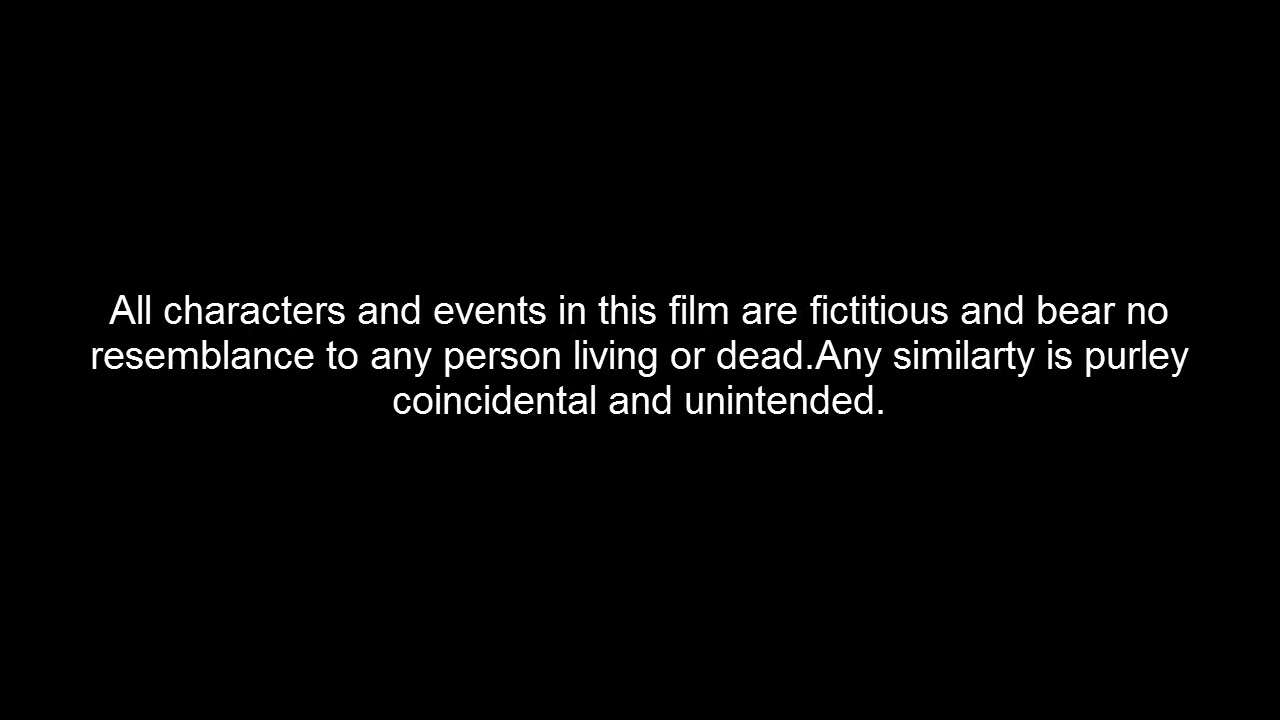 All characters and events in this film are fictitious and bear no
resemblance to any person living or dead.Any similarty is purley
coincidental and unintended.